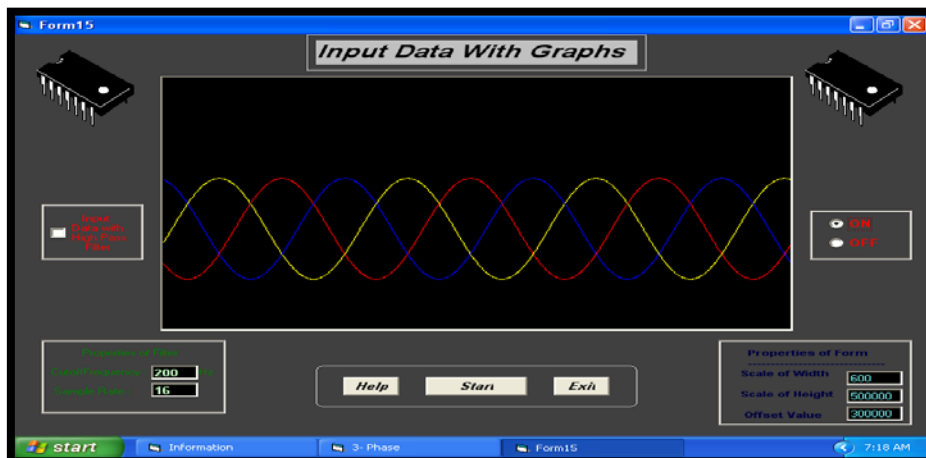 Form15
Input Data With Graphs
Input
Data with
High Pass
Filter
ON
OFF
Properties of Filter
CutoffFrequence 200 Hz
Sample Rate 16
Help
Start
Exit
Properties of Form
Scale of Width 600
Scale of Height 500000
Offset Value 300000
start
Information
3- Phase
Form15
7:18 AM